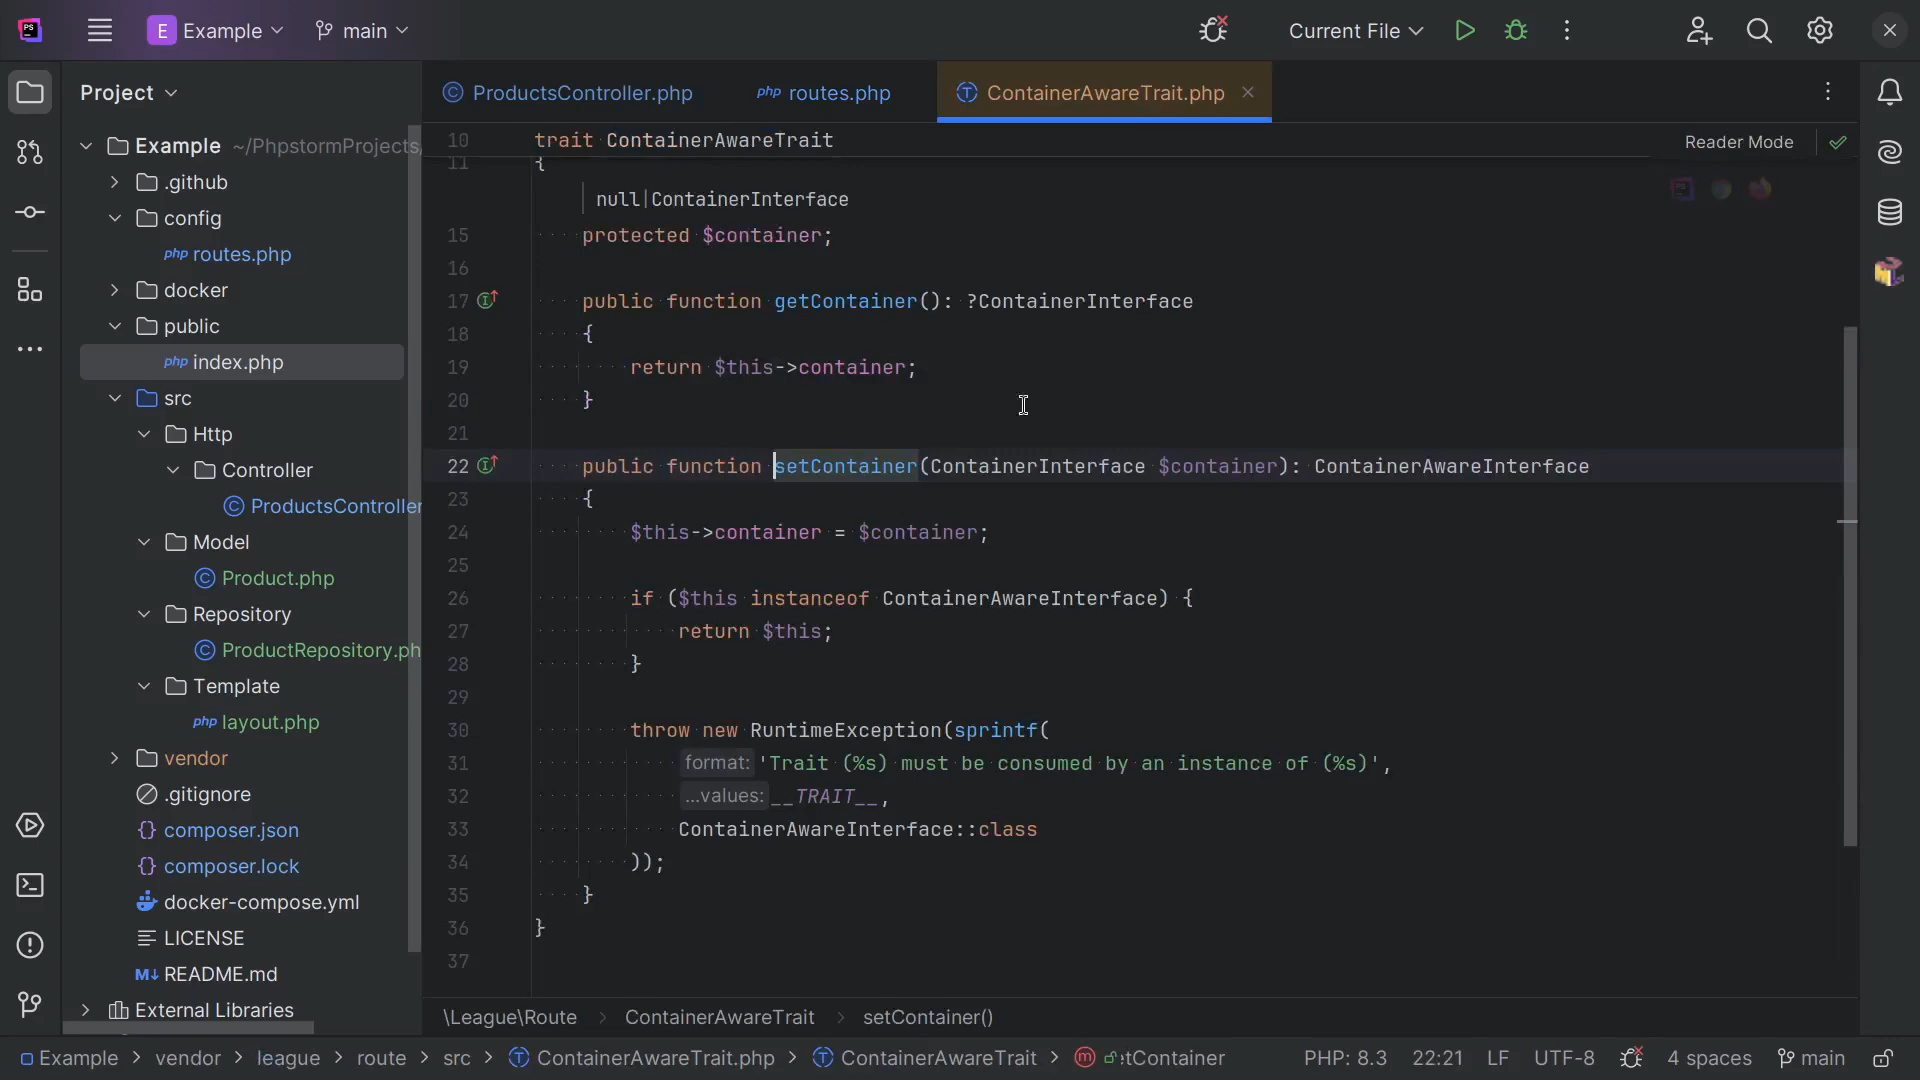 PS
E Example
main
Current File
Project
ProductsController.php
php routes.php
ContainerAwareTrait.php
Example ~/PhpstormProjects/
.github
config
php routes.php
docker
public
php index.php
src
Http
Controller
ProductsController
Model
Product.php
Repository
ProductRepository.ph
Template
php layout.php
vendor
.gitignore
{} composer.json
{} composer.lock
docker-compose.yml
LICENSE
M↓ README.md
External Libraries
Reader Mode
10 trait ContainerAwareTrait
11 {
null|ContainerInterface
15 protected $container;
16
17 public function getContainer(): ?ContainerInterface
18 {
19 return $this->container;
20 }
21
22 public function setContainer(ContainerInterface $container): ContainerAwareInterface
23 {
24 $this->container = $container;
25
26 if ($this instanceof ContainerAwareInterface) {
27 return $this;
28 }
29
30 throw new RuntimeException(sprintf(
31 format: 'Trait (%s) must be consumed by an instance of (%s)',
32 ...values: __TRAIT__,
33 ContainerAwareInterface::class
34 ));
35 }
36 }
37
\League\Route > ContainerAwareTrait > setContainer()
Example > vendor > league > route > src > ContainerAwareTrait.php > ContainerAwareTrait > tContainer
PHP: 8.3 22:21 LF UTF-8 4 spaces main